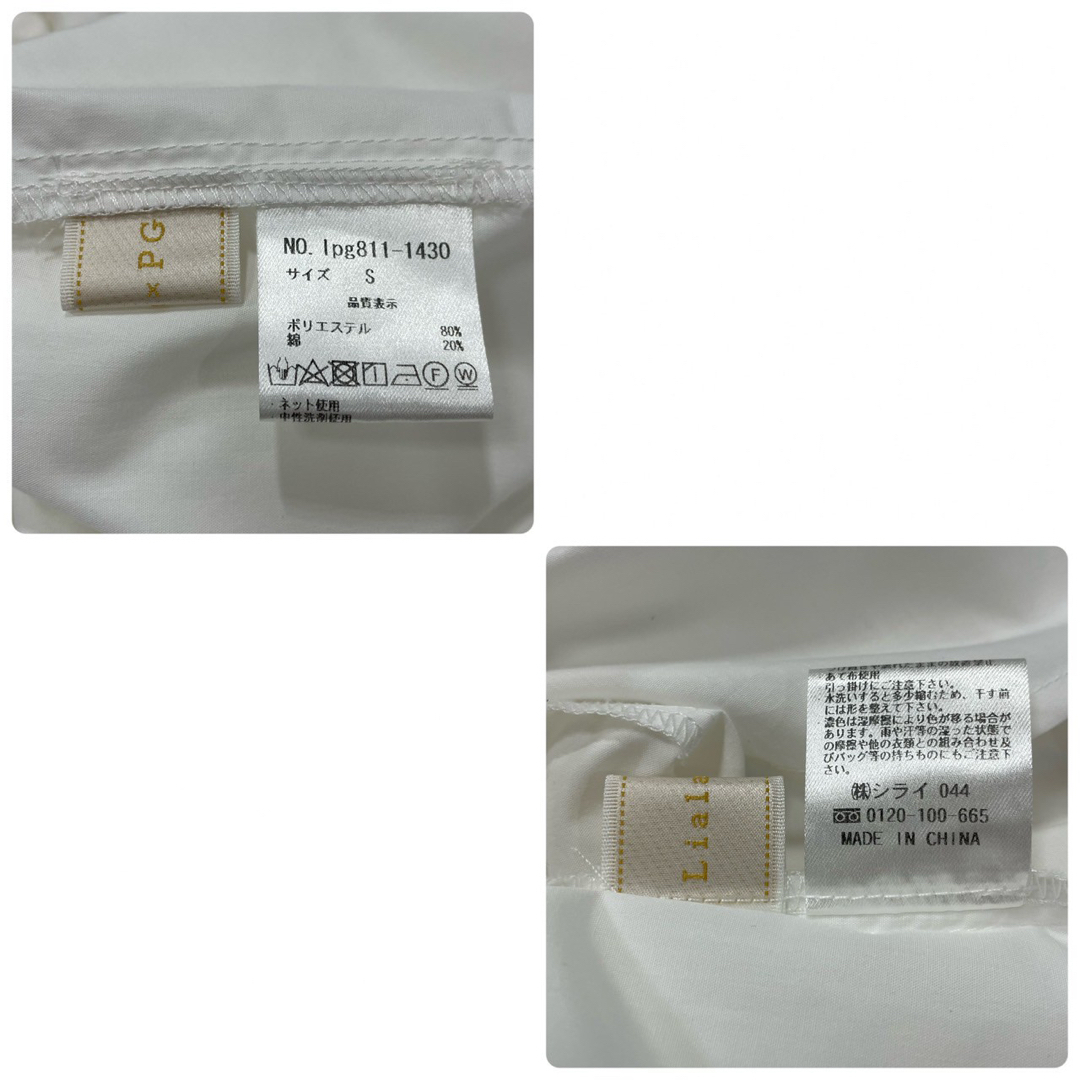 × PG
NO. lpg811-1430
サイズ S
品質表示
ポリエステル 80%
綿 20%
F W
ネット使用
中性洗剤使用
あて布使用
引っ掛けにご注意下さい。
水洗いすると多少縮むため、干す前
には形を整えて下さい。
濃色は湿摩擦により色が移る場合が
あります。雨や汗等の湿った状態で
の摩擦や他の衣類との組み合わせ及
びバッグ等の持ちものにもご注意下
さい。
㈱シライ 044
0120-100-665
MADE IN CHINA
Liala